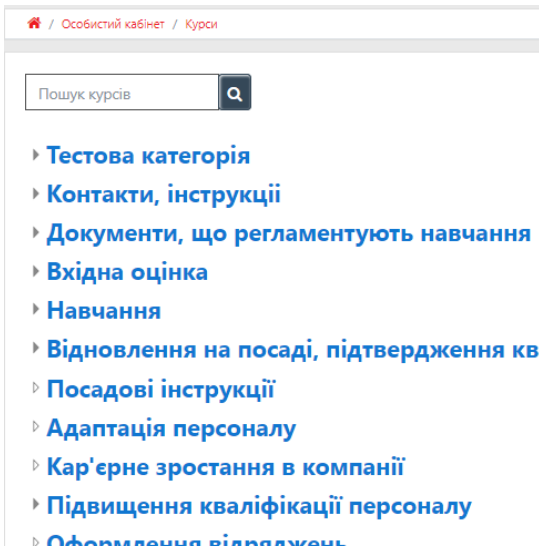 / Особистий кабінет / Курси
Пошук курсів
Тестова категорія
Контакти, інструкціі
Документи, що регламентують навчання
Вхідна оцінка
Навчання
Відновлення на посаді, підтвердження кв
Посадові інструкції
Адаптація персоналу
Кар'єрне зростання в компанії
Підвищення кваліфікації персоналу
Оформлення відряджень